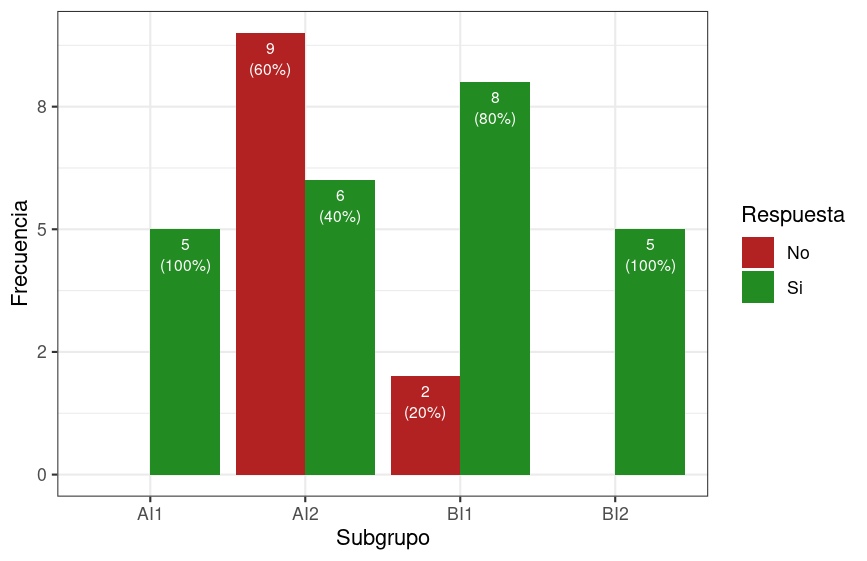 9
(60%)
8
(80%)
6
(40%)
5
(100%)
5
(100%)
2
(20%)
8
5
2
0
Frecuencia
AI1
AI2
BI1
BI2
Subgrupo
Respuesta
No
Si